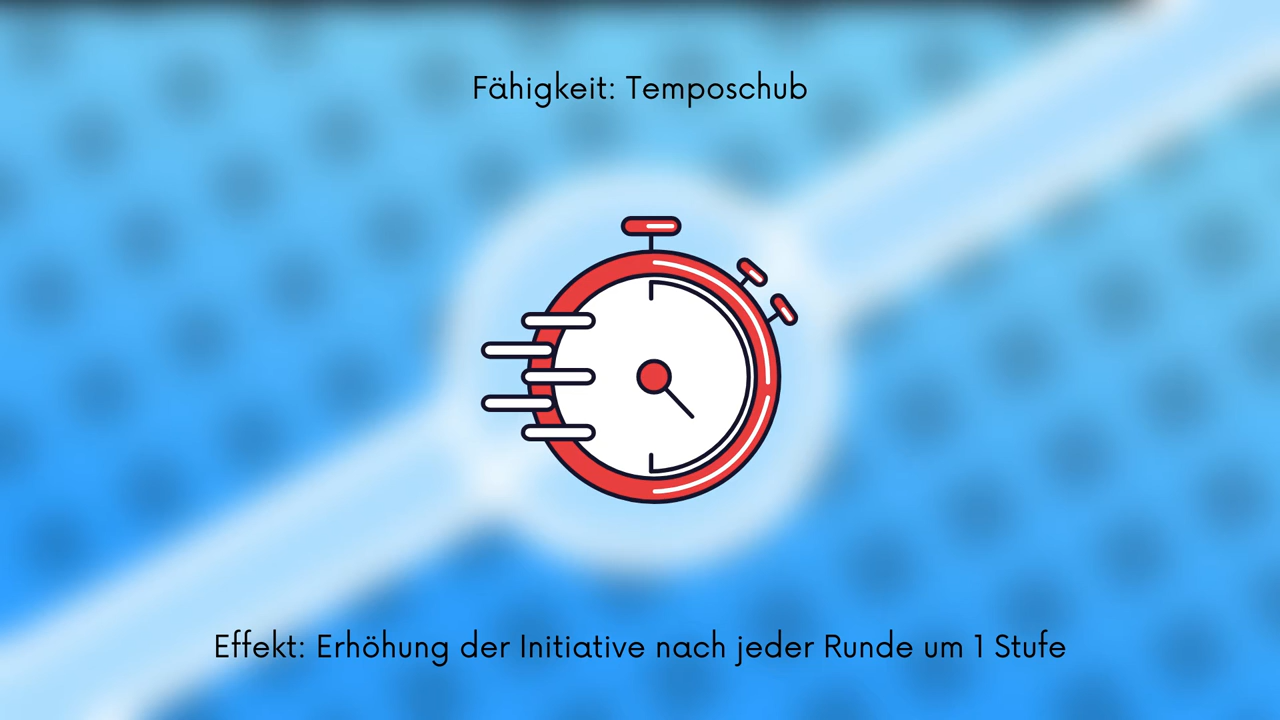 Fähigkeit: Temposchub
Effekt: Erhöhung der Initiative nach jeder Runde um 1 Stufe